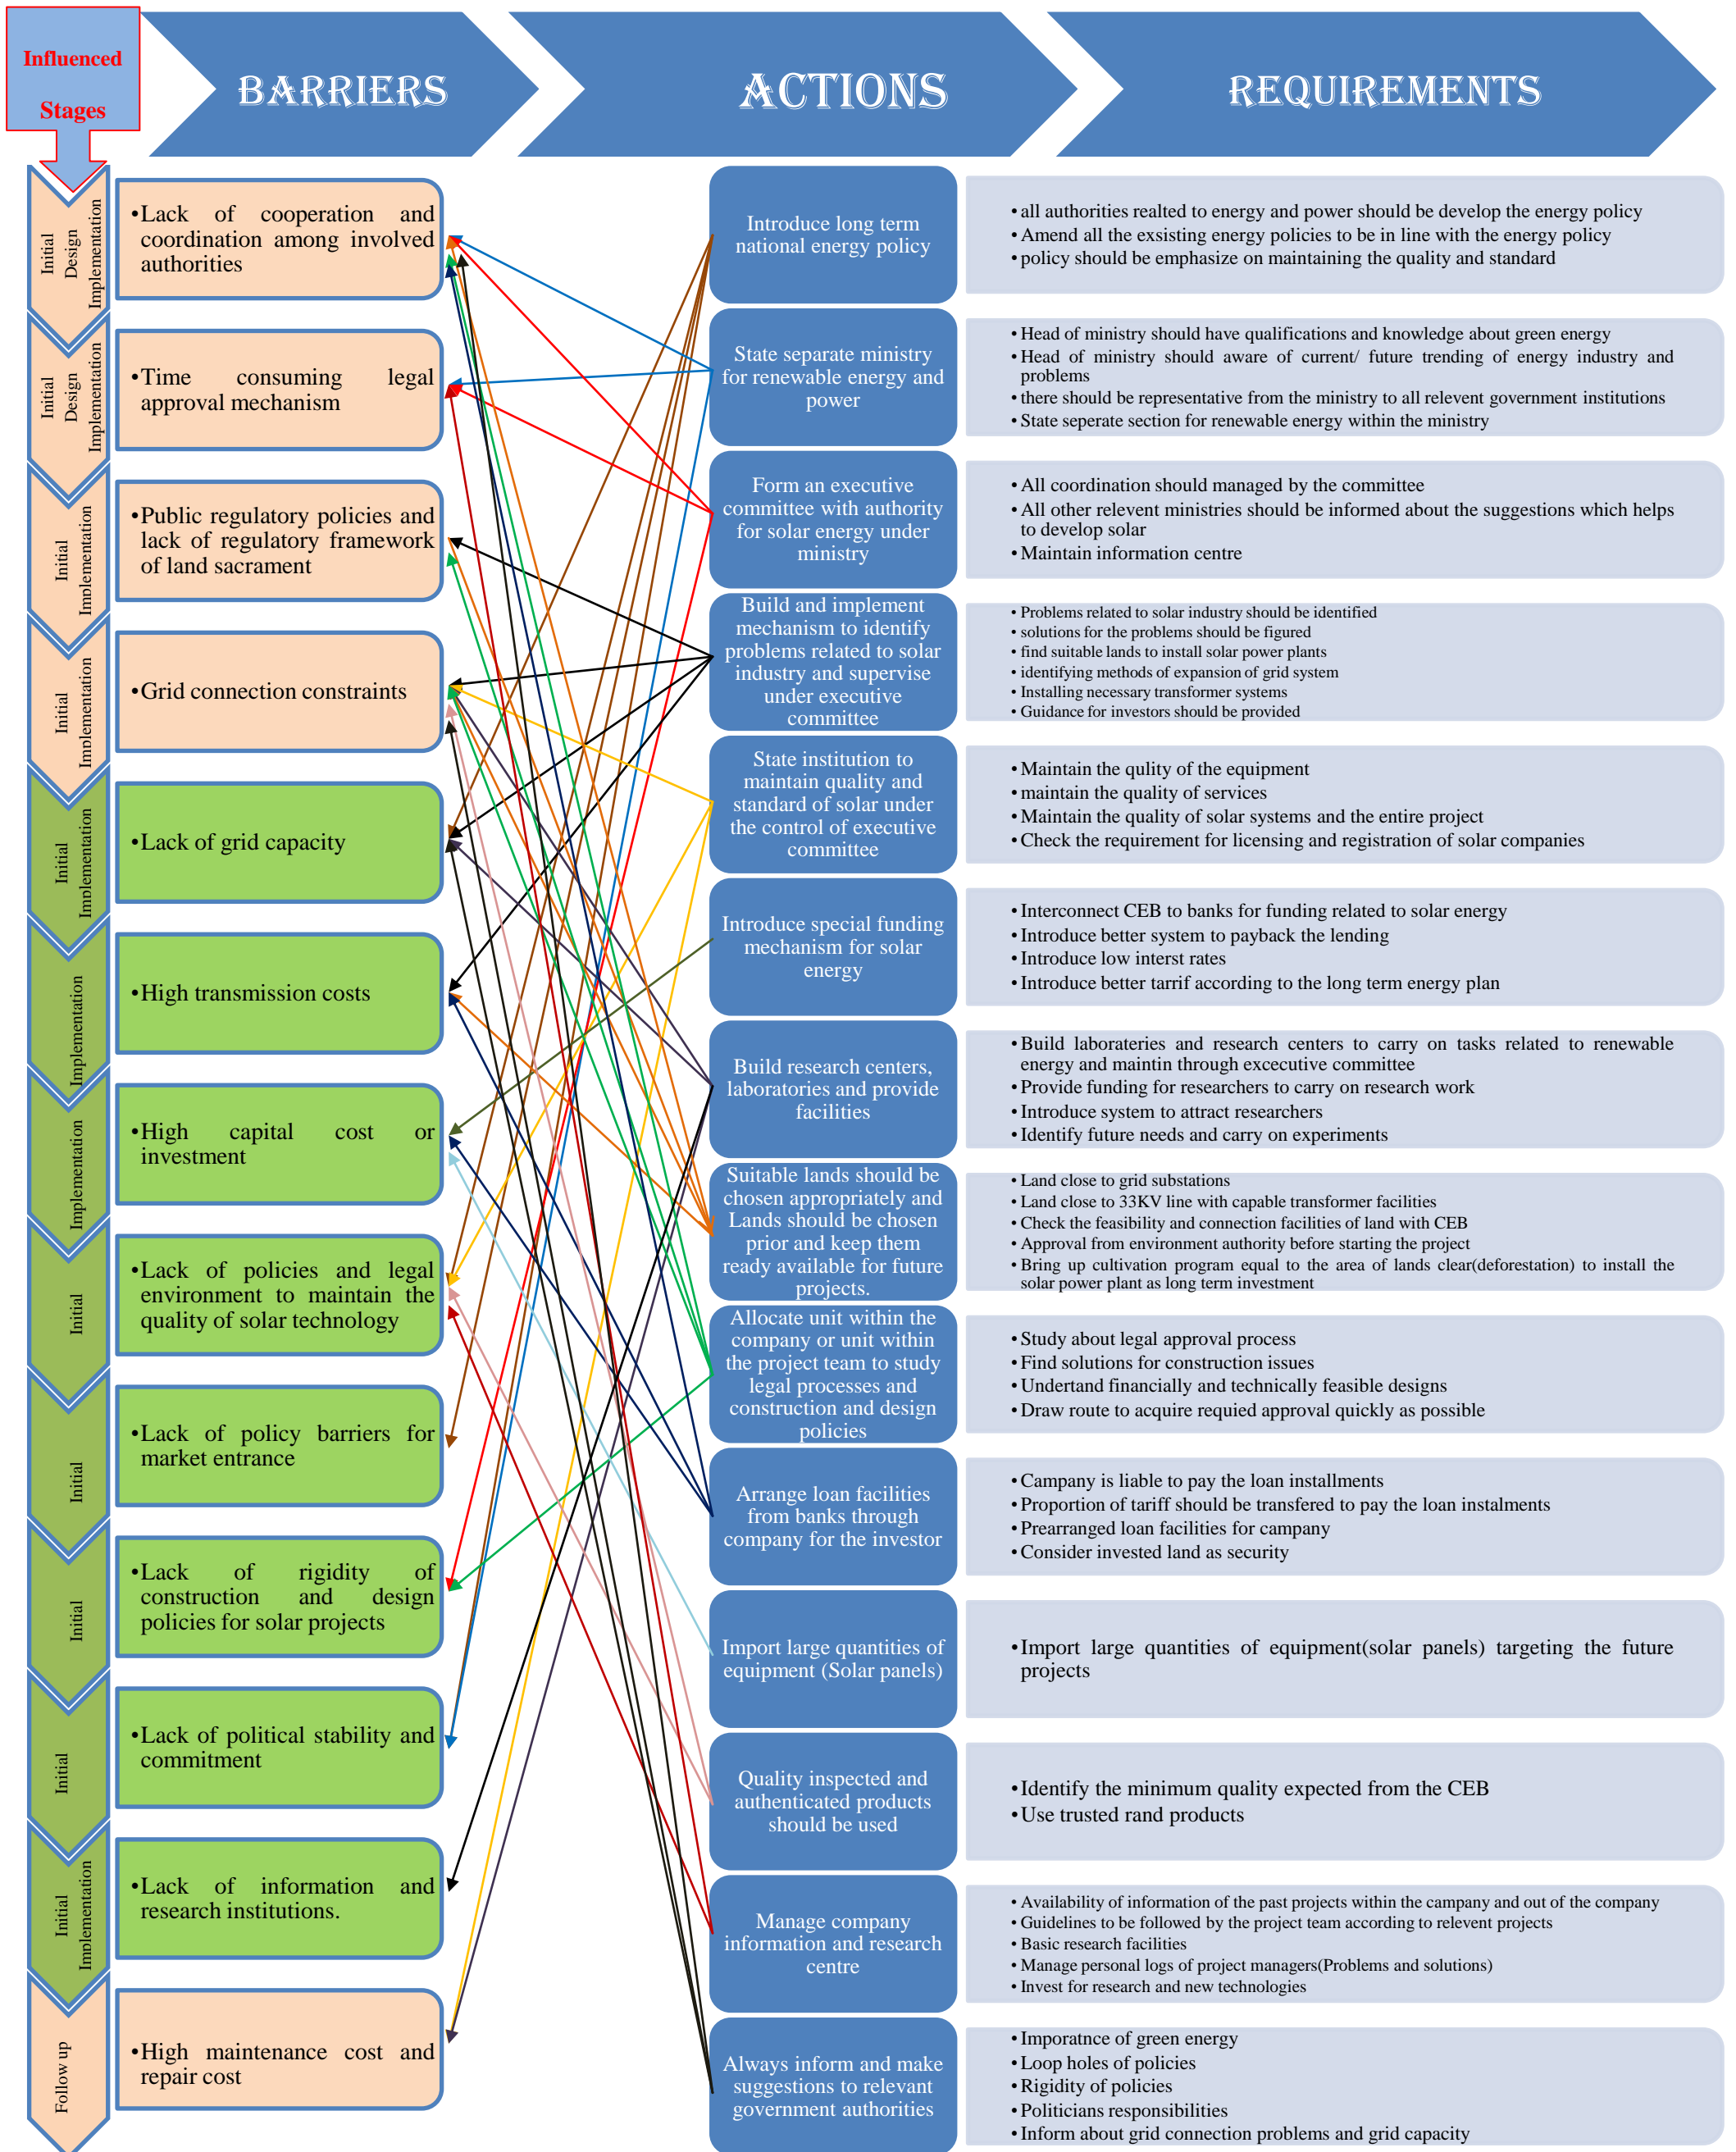 Influenced
Stages
BARRIERS
ACTIONS
REQUIREMENTS
Initial
Design
Implementation
•Lack of cooperation and
coordination among involved
authorities
Initial
Design
Implementation
•Time consuming legal
approval mechanism
Initial
Implementation
•Public regulatory policies and
lack of regulatory framework
of land sacrament
Initial
Implementation
•Grid connection constraints
Initial
Implementation
•Lack of grid capacity
Implementation
•High transmission costs
Implementation
•High capital cost or
investment
Initial
•Lack of policies and legal
environment to maintain the
quality of solar technology
Initial
•Lack of policy barriers for
market entrance
Initial
•Lack of rigidity of
construction and design
policies for solar projects
Initial
•Lack of political stability and
commitment
Initial
Implementation
•Lack of information and
research institutions.
Follow up
•High maintenance cost and
repair cost
Introduce long term
national energy policy
• all authorities realted to energy and power should be develop the energy policy
• Amend all the exsisting energy policies to be in line with the energy policy
• policy should be emphasize on maintaining the quality and standard
State separate ministry
for renewable energy and
power
• Head of ministry should have qualifications and knowledge about green energy
• Head of ministry should aware of current/ future trending of energy industry and
problems
• there should be representative from the ministry to all relevent government institutions
• State seperate section for renewable energy within the ministry
Form an executive
committee with authority
for solar energy under
ministry
• All coordination should managed by the committee
• All other relevent ministries should be informed about the suggestions which helps
to develop solar
• Maintain information centre
Build and implement
mechanism to identify
problems related to solar
industry and supervise
under executive
committee
• Problems related to solar industry should be identified
• solutions for the problems should be figured
• find suitable lands to install solar power plants
• identifying methods of expansion of grid system
• Installing necessary transformer systems
• Guidance for investors should be provided
State institution to
maintain quality and
standard of solar under
the control of executive
committee
• Maintain the qulity of the equipment
• maintain the quality of services
• Maintain the quality of solar systems and the entire project
• Check the requirement for licensing and registration of solar companies
Introduce special funding
mechanism for solar
energy
• Interconnect CEB to banks for funding related to solar energy
• Introduce better system to payback the lending
• Introduce low interst rates
• Introduce better tarrif according to the long term energy plan
Build research centers,
laboratories and provide
facilities
• Build laborateries and research centers to carry on tasks related to renewable
energy and maintin through excecutive committee
• Provide funding for researchers to carry on research work
• Introduce system to attract researchers
• Identify future needs and carry on experiments
Suitable lands should be
chosen appropriately and
Lands should be chosen
prior and keep them
ready available for future
projects.
• Land close to grid substations
• Land close to 33KV line with capable transformer facilities
• Check the feasibility and connection facilities of land with CEB
• Approval from environment authority before starting the project
• Bring up cultivation program equal to the area of lands clear(deforestation) to install the
solar power plant as long term investment
Allocate unit within the
company or unit within
the project team to study
legal processes and
construction and design
policies
• Study about legal approval process
• Find solutions for construction issues
• Undertand financially and technically feasible designs
• Draw route to acquire requied approval quickly as possible
Arrange loan facilities
from banks through
company for the investor
• Campany is liable to pay the loan installments
• Proportion of tariff should be transfered to pay the loan instalments
• Prearranged loan facilities for campany
• Consider invested land as security
Import large quantities of
equipment (Solar panels)
• Import large quantities of equipment(solar panels) targeting the future
projects
Quality inspected and
authenticated products
should be used
• Identify the minimum quality expected from the CEB
• Use trusted rand products
Manage company
information and research
centre
• Availability of information of the past projects within the campany and out of the company
• Guidelines to be followed by the project team according to relevent projects
• Basic research facilities
• Manage personal logs of project managers(Problems and solutions)
• Invest for research and new technologies
Always inform and make
suggestions to relevant
government authorities
• Imporatnce of green energy
• Loop holes of policies
• Rigidity of policies
• Politicians responsibilities
• Inform about grid connection problems and grid capacity